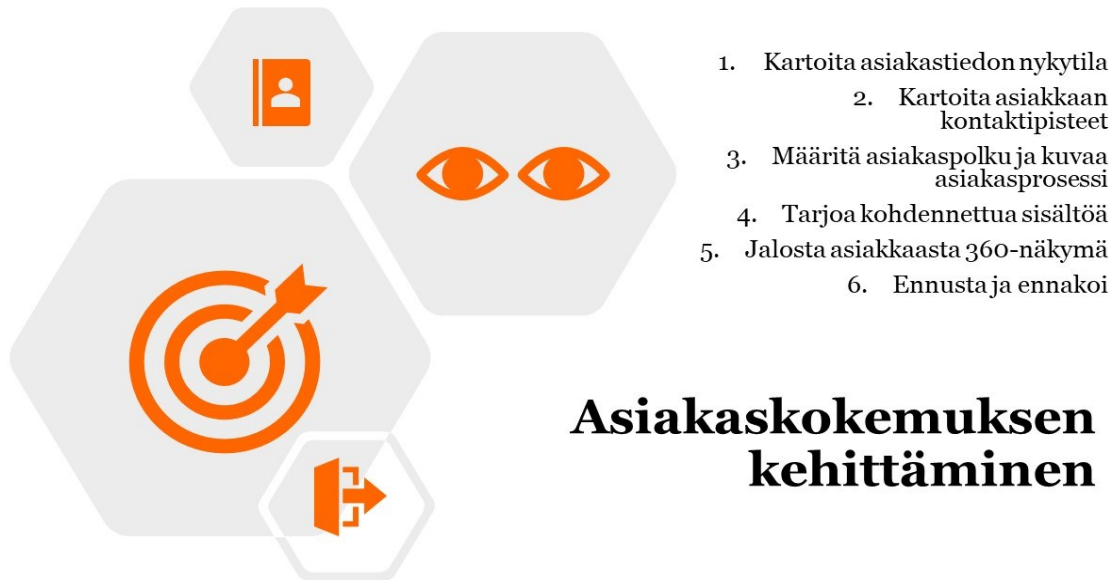 1. Kartoita asiakastiedon nykytila
2. Kartoita asiakkaan
kontaktipisteet
3. Määritä asiakaspolku ja kuvaa
asiakasprosessi
4. Tarjoa kohdennettua sisältöä
5. Jalosta asiakkaasta 360-näkymä
6. Ennusta ja ennakoi
Asiakaskokemuksen
kehittäminen